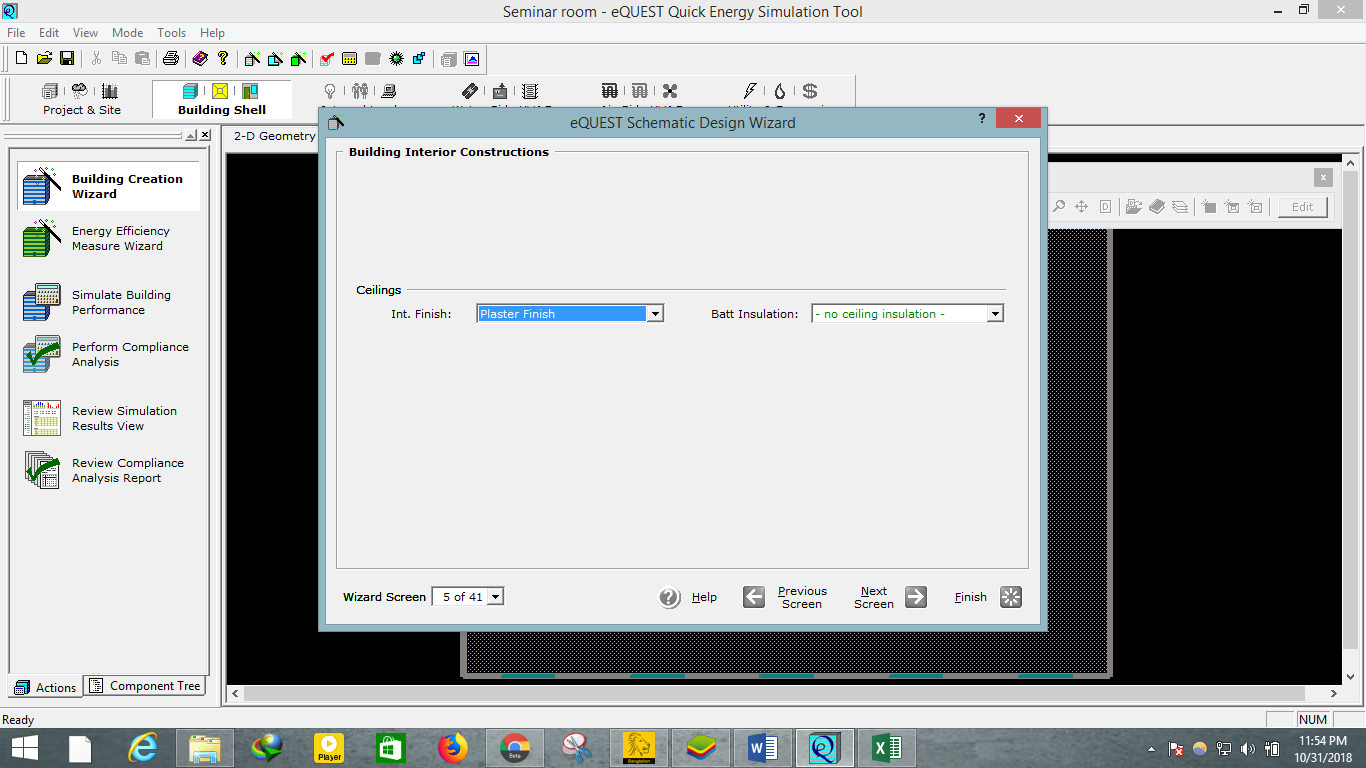 Seminar room - eQUEST Quick Energy Simulation Tool
File Edit View Mode Tools Help
Project & Site
Building Shell
2-D Geometry
eQUEST Schematic Design Wizard
?
Building Interior Constructions
Ceilings
Int. Finish:
Plaster Finish
Batt Insulation:
- no ceiling insulation -
Wizard Screen
5 of 41
Help
Previous
Screen
Next
Screen
Finish
Edit
Building Creation
Wizard
Energy Efficiency
Measure Wizard
Simulate Building
Performance
Perform Compliance
Analysis
Review Simulation
Results View
Review Compliance
Analysis Report
Actions
Component Tree
Ready
NUM
Player
Beta
11:54 PM
10/31/2018